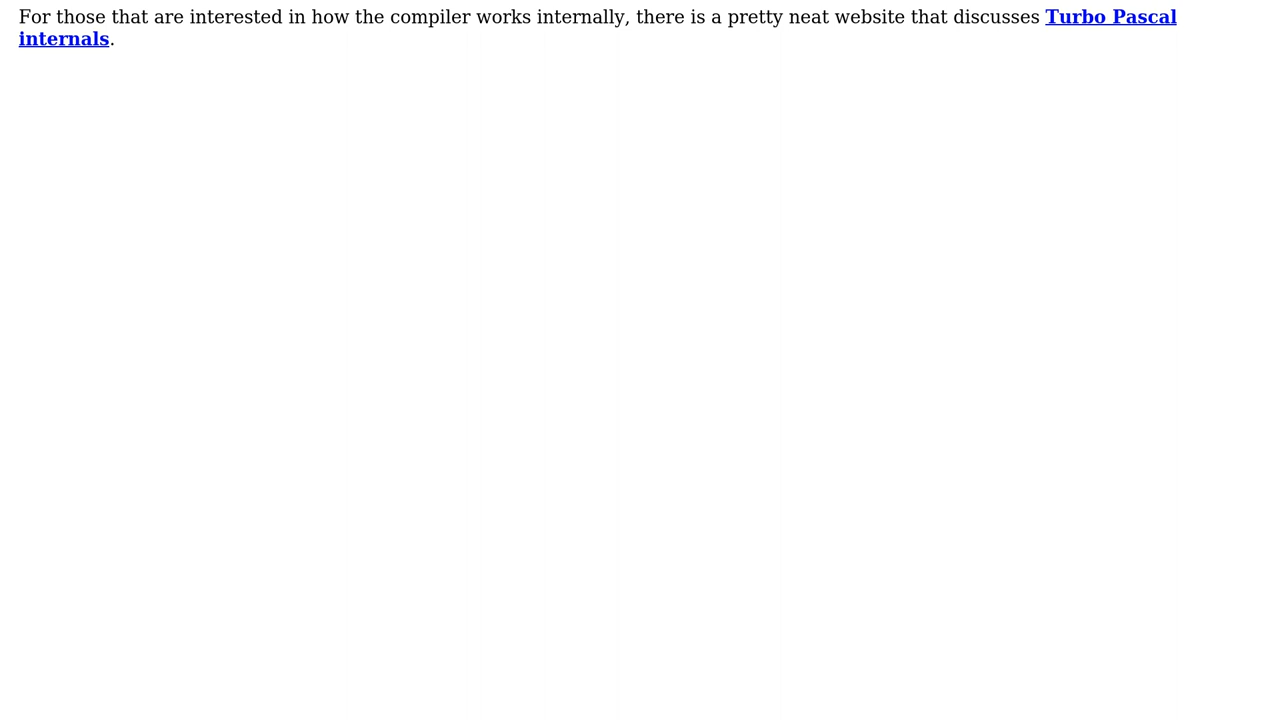 For those that are interested in how the compiler works internally, there is a pretty neat website that discusses Turbo Pascal
internals.